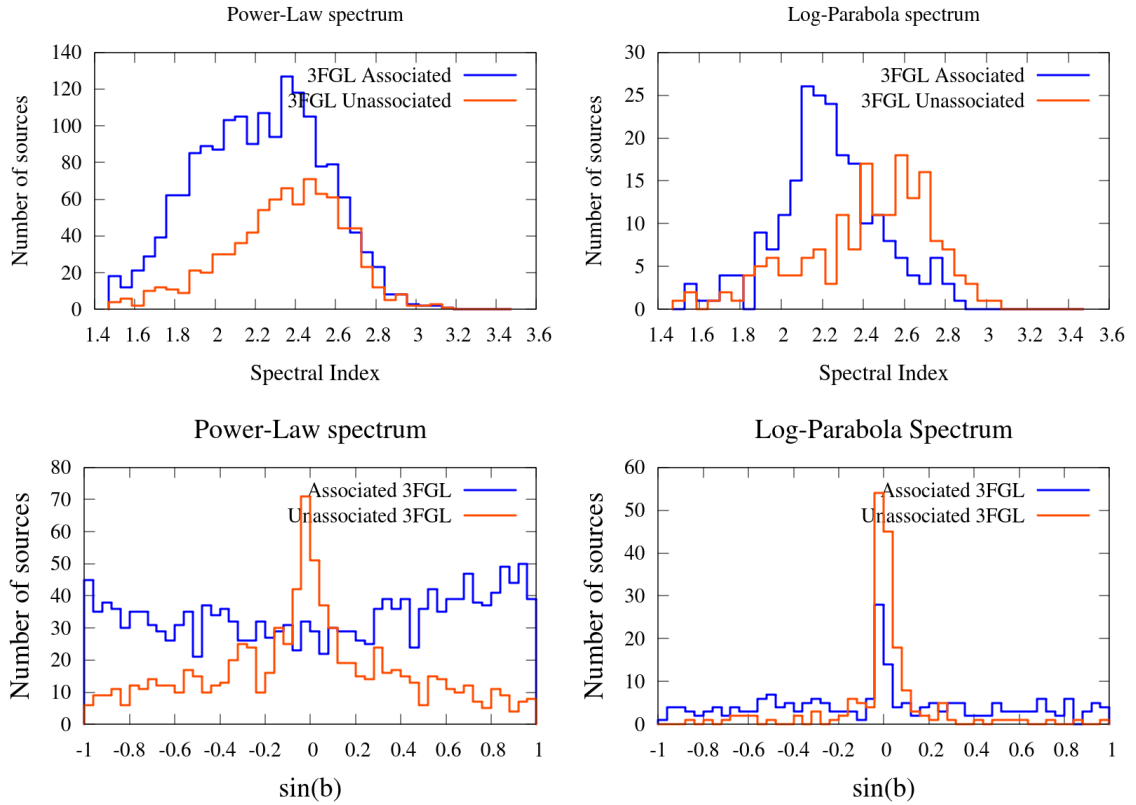 Power-Law spectrum
Number of sources
140
120
100
80
60
40
20
0
3FGL Associated
3FGL Unassociated
1.4 1.6 1.8 2 2.2 2.4 2.6 2.8 3 3.2 3.4 3.6
Spectral Index
Log-Parabola spectrum
Number of sources
30
25
20
15
10
5
0
3FGL Associated
3FGL Unassociated
1.4 1.6 1.8 2 2.2 2.4 2.6 2.8 3 3.2 3.4 3.6
Spectral Index
Power-Law spectrum
Number of sources
80
70
60
50
40
30
20
10
0
Associated 3FGL
Unassociated 3FGL
-1 -0.8 -0.6 -0.4 -0.2 0 0.2 0.4 0.6 0.8 1
sin(b)
Log-Parabola Spectrum
Number of sources
60
50
40
30
20
10
0
Associated 3FGL
Unassociated 3FGL
-1 -0.8 -0.6 -0.4 -0.2 0 0.2 0.4 0.6 0.8 1
sin(b)